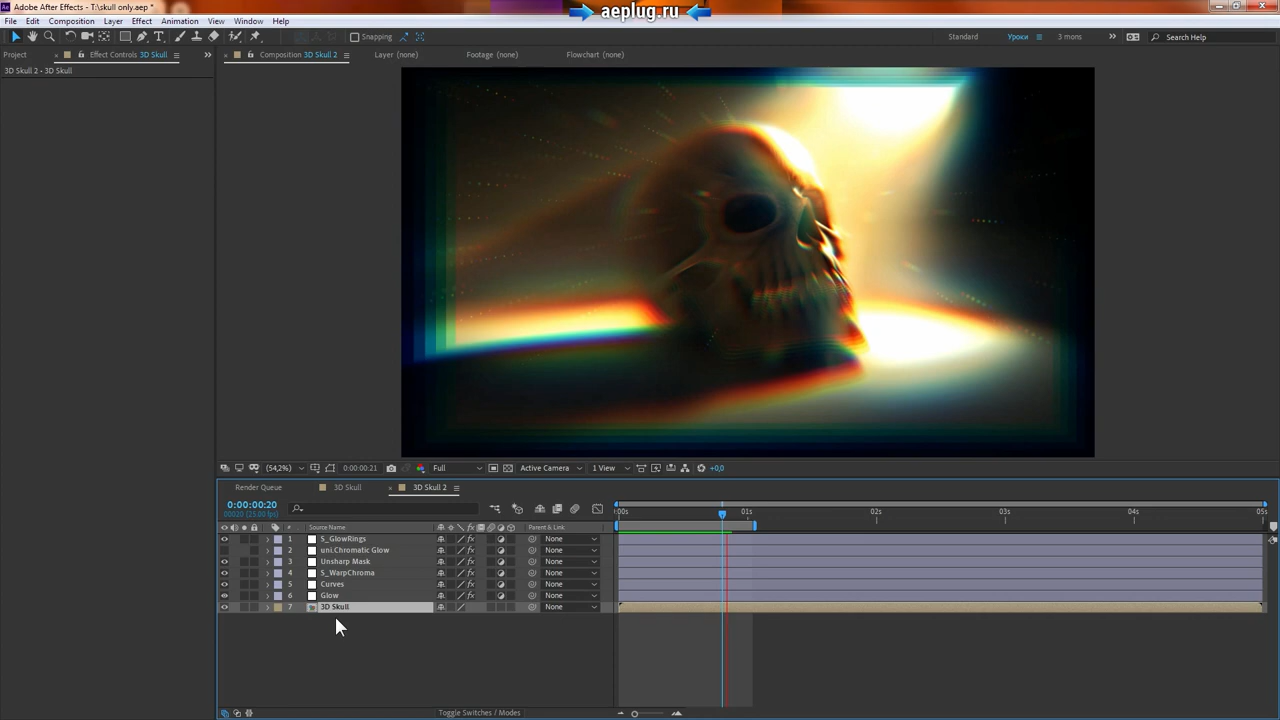 Adobe After Effects - T:\skull only.aep *
aeplug.ru
File Edit Composition Layer Effect Animation View Window Help
Snapping
Standard Уроки 3 mons Search Help
Project Effect Controls 3D Skull
Composition 3D Skull 2 Layer (none) Footage (none) Flowchart (none)
3D Skull 2 • 3D Skull
(54,2%) 0:00:00:21 Full Active Camera 1 View +0,0
Render Queue 3D Skull 3D Skull 2
0:00:00:20
00020 (25.00 fps)
:00s 01s 02s 03s 04s 05s
# Source Name Parent & Link
1 S_GlowRings None
2 uni.Chromatic Glow None
3 Unsharp Mask None
4 S_WarpChroma None
5 Curves None
6 Glow None
7 3D Skull None
Toggle Switches / Modes